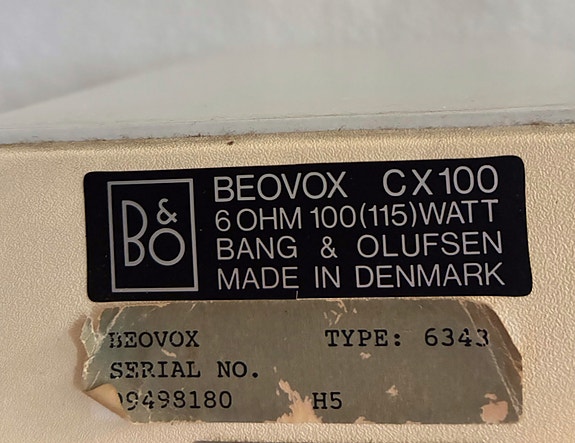 B&O
BEOVOX CX100
6 OHM 100(115)WATT
BANG & OLUFSEN
MADE IN DENMARK
BEOVOX TYPE: 6343
SERIAL NO.
09498180 H5